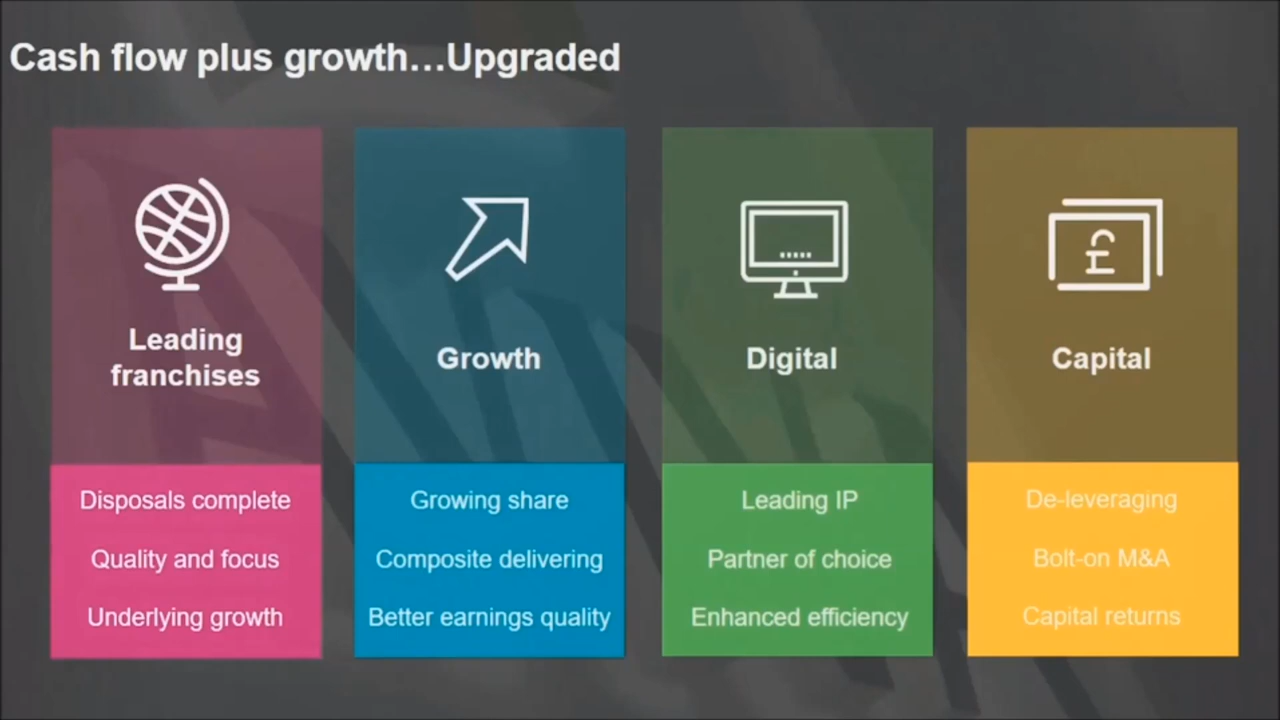 Cash flow plus growth…Upgraded
Leading
franchises
Disposals complete
Quality and focus
Underlying growth
Growth
Growing share
Composite delivering
Better earnings quality
Digital
Leading IP
Partner of choice
Enhanced efficiency
£
Capital
De-leveraging
Bolt-on M&A
Capital returns